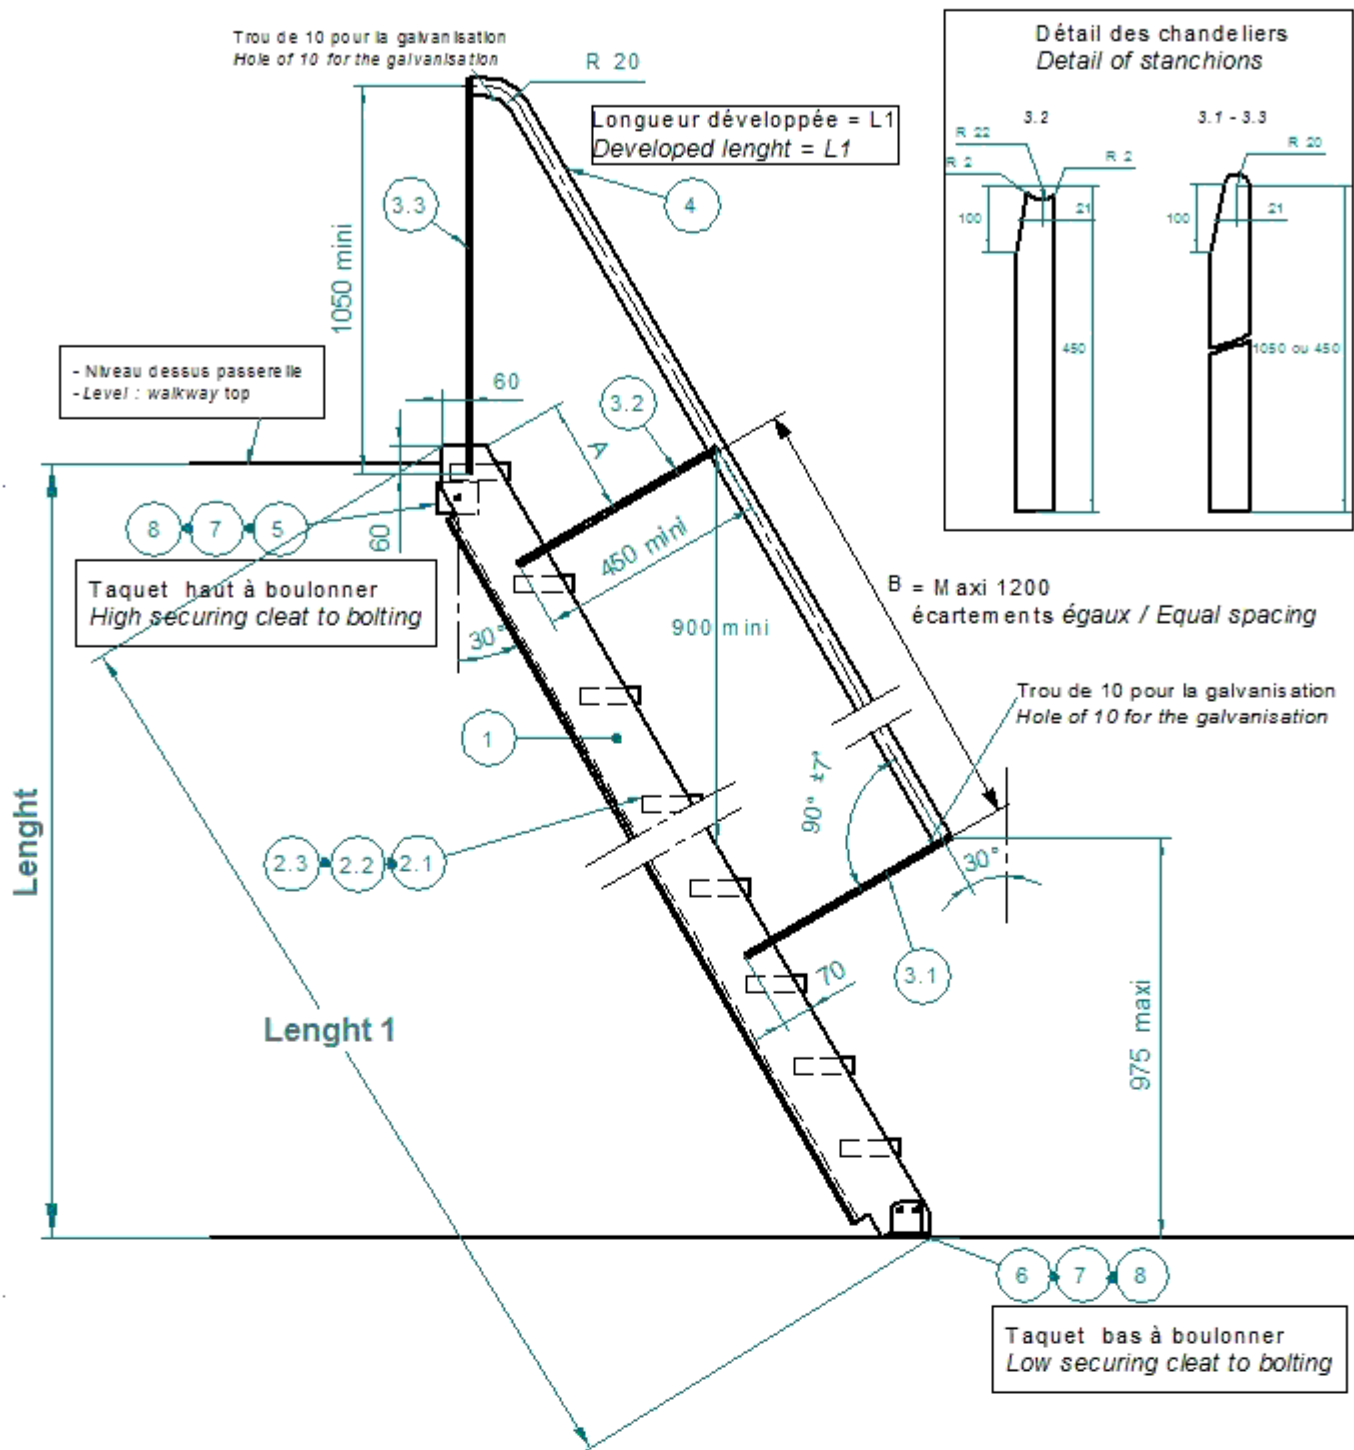 Trou de 10 pour la galvanisation
Hole of 10 for the galvanisation
R 20
Longueur développée = L1
Developed lenght = L1
3.3
4
1050 mini
- Niveau dessus passerelle
- Level : walkway top
60
3.2
A
60
8
7
5
450 mini
Taquet haut à boulonner
High securing cleat to bolting
30°
900 mini
B = Maxi 1200
écartements égaux / Equal spacing
Trou de 10 pour la galvanisation
Hole of 10 for the galvanisation
1
90° ±7°
30°
2.3
2.2
2.1
Lenght
3.1
70
Lenght 1
975 maxi
6
7
8
Taquet bas à boulonner
Low securing cleat to bolting
Détail des chandeliers
Detail of stanchions
3.2
R 22
R 2
R 2
100
21
450
3.1 - 3.3
R 20
100
21
1050 ou 450